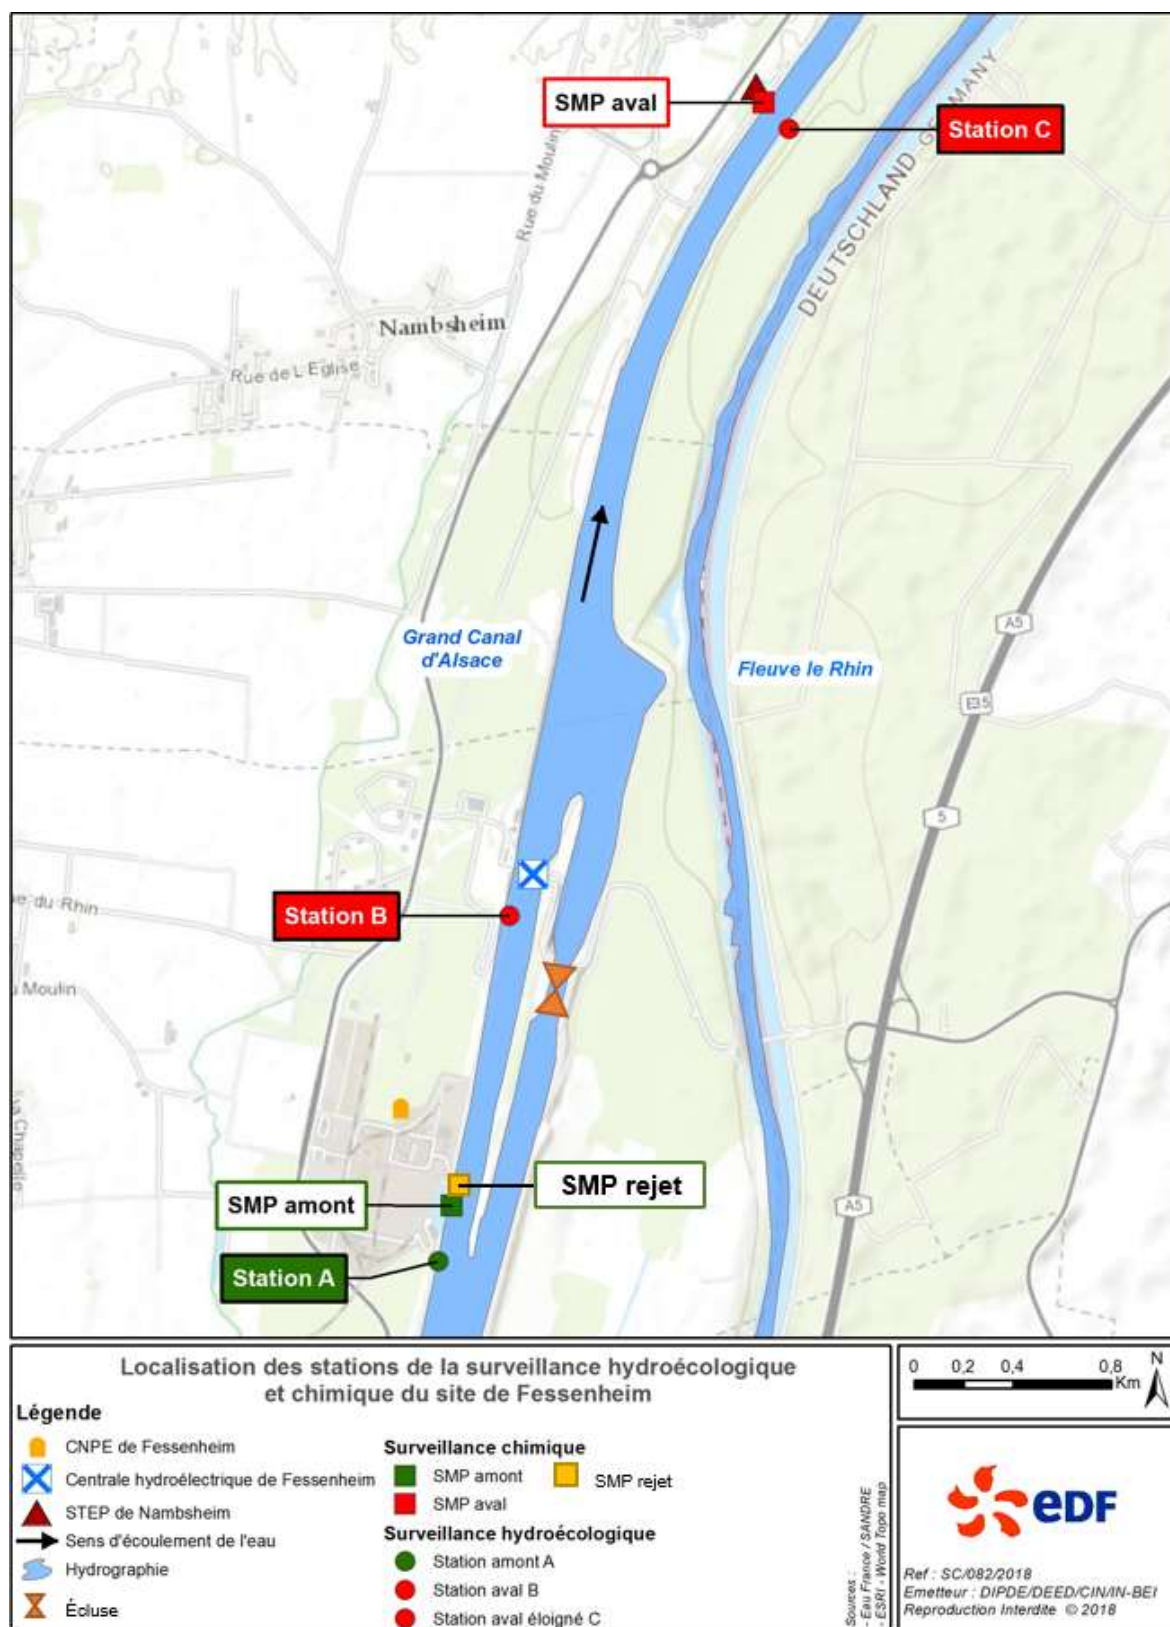 SMP aval
Station C
DEUTSCHLAND - GERMANY
Rue du Moulin
Nambsheim
Rue de L'Eglise
Grand Canal
d'Alsace
Fleuve le Rhin
A5
E35
5
Station B
du Rhin
Moulin
Chapelle
SMP rejet
SMP amont
A5
Station A
Localisation des stations de la surveillance hydroécologique
et chimique du site de Fessenheim
Légende
CNPE de Fessenheim
Centrale hydroélectrique de Fessenheim
STEP de Nambsheim
Sens d'écoulement de l'eau
Hydrographie
Écluse
Surveillance chimique
SMP amont
SMP rejet
SMP aval
Surveillance hydroécologique
Station amont A
Station aval B
Station aval éloigné C
Sources :
- Eau France / SANDRE
- ESRI - World Topo map
0 0,2 0,4 0,8
Km
N
edf
Ref : SC/082/2018
Emetteur : DIPDE/DEED/CIN/IN-BEI
Reproduction Interdite © 2018